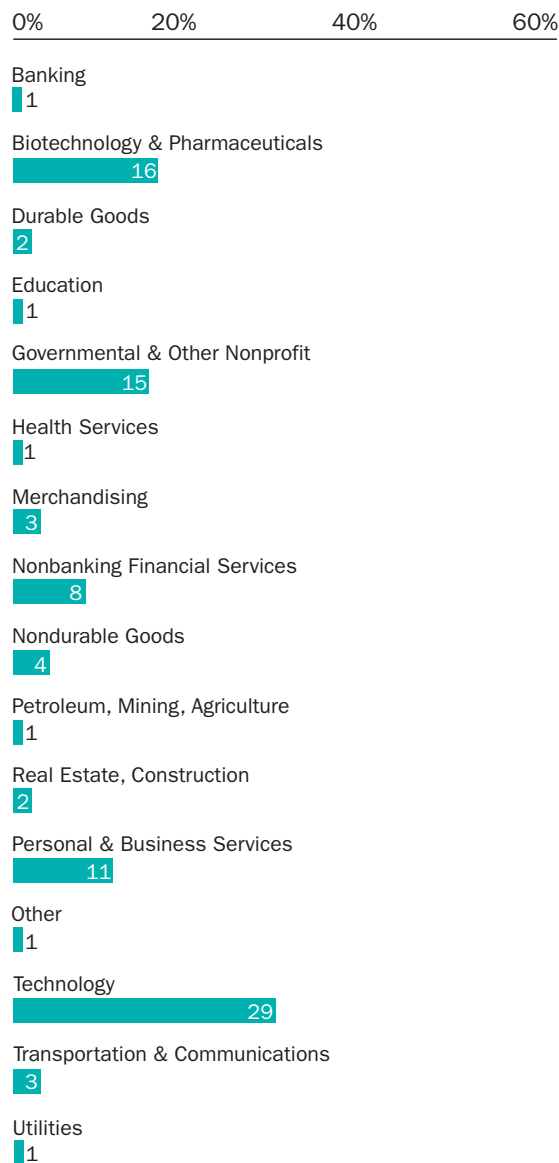 0% 20% 40% 60%
Banking
1
Biotechnology & Pharmaceuticals
16
Durable Goods
2
Education
1
Governmental & Other Nonprofit
15
Health Services
1
Merchandising
3
Nonbanking Financial Services
8
Nondurable Goods
4
Petroleum, Mining, Agriculture
1
Real Estate, Construction
2
Personal & Business Services
11
Other
1
Technology
29
Transportation & Communications
3
Utilities
1